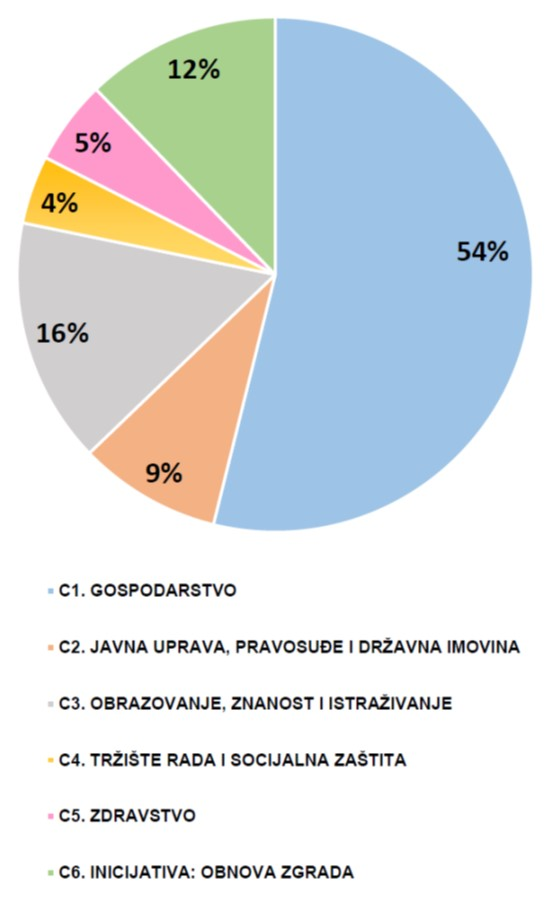 12%
5%
4%
54%
16%
9%
C1. GOSPODARSTVO
C2. JAVNA UPRAVA, PRAVOSUĐE I DRŽAVNA IMOVINA
C3. OBRAZOVANJE, ZNANOST I ISTRAŽIVANJE
C4. TRŽIŠTE RADA I SOCIJALNA ZAŠTITA
C5. ZDRAVSTVO
C6. INICIJATIVA: OBNOVA ZGRADA